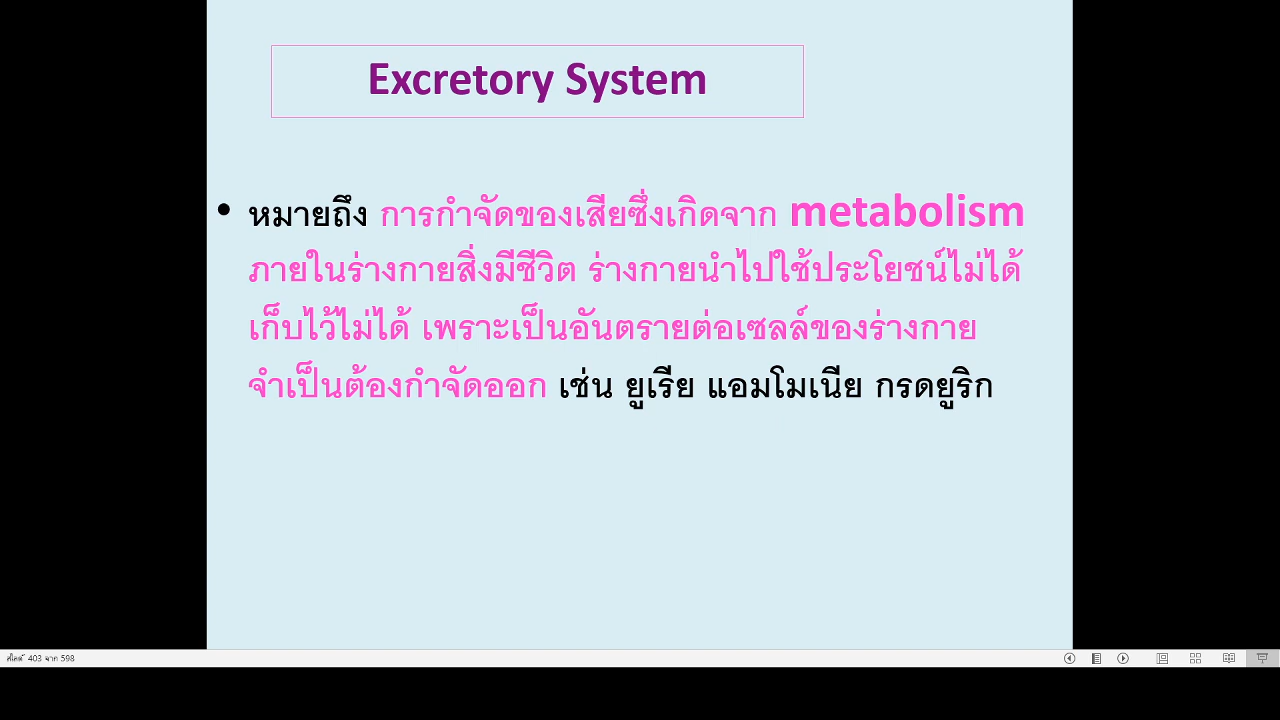 Excretory System
• หมายถึง การกำจัดของเสียซึ่งเกิดจาก metabolism
ภายในร่างกายสิ่งมีชีวิต ร่างกายนำไปใช้ประโยชน์ไม่ได้
เก็บไว้ไม่ได้ เพราะเป็นอันตรายต่อเซลล์ของร่างกาย
จำเป็นต้องกำจัดออก เช่น ยูเรีย แอมโมเนีย กรดยูริก
สไลด์ 403 จาก 598